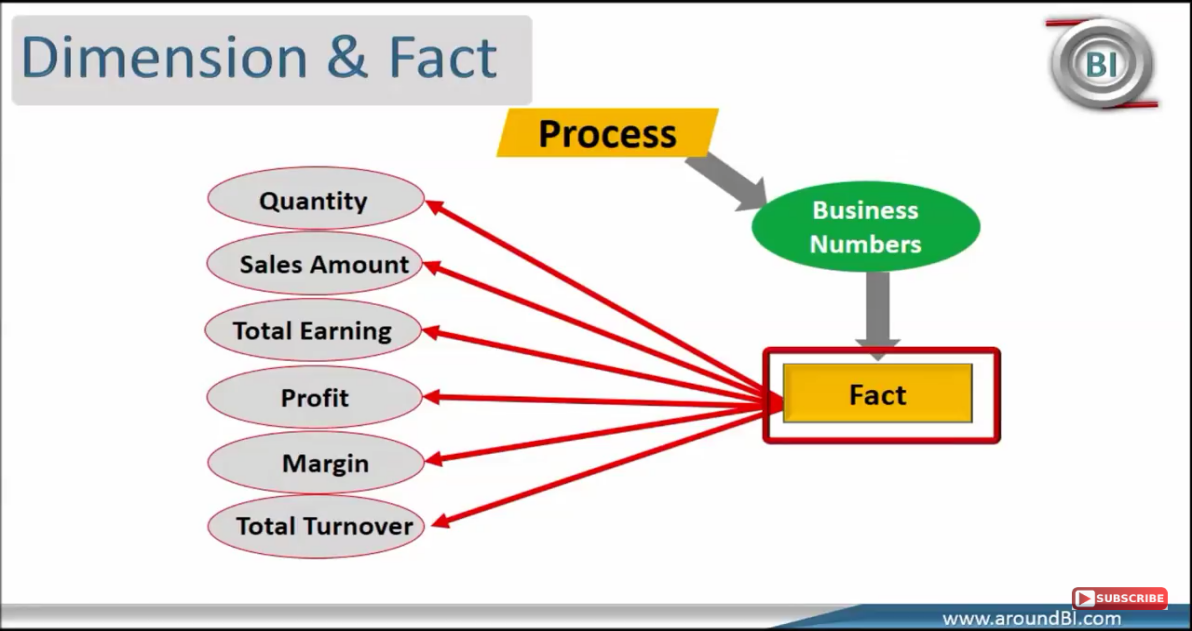 Dimension & Fact
BI
Process
Business
Numbers
Fact
Quantity
Sales Amount
Total Earning
Profit
Margin
Total Turnover
SUBSCRIBE
www.aroundBI.com